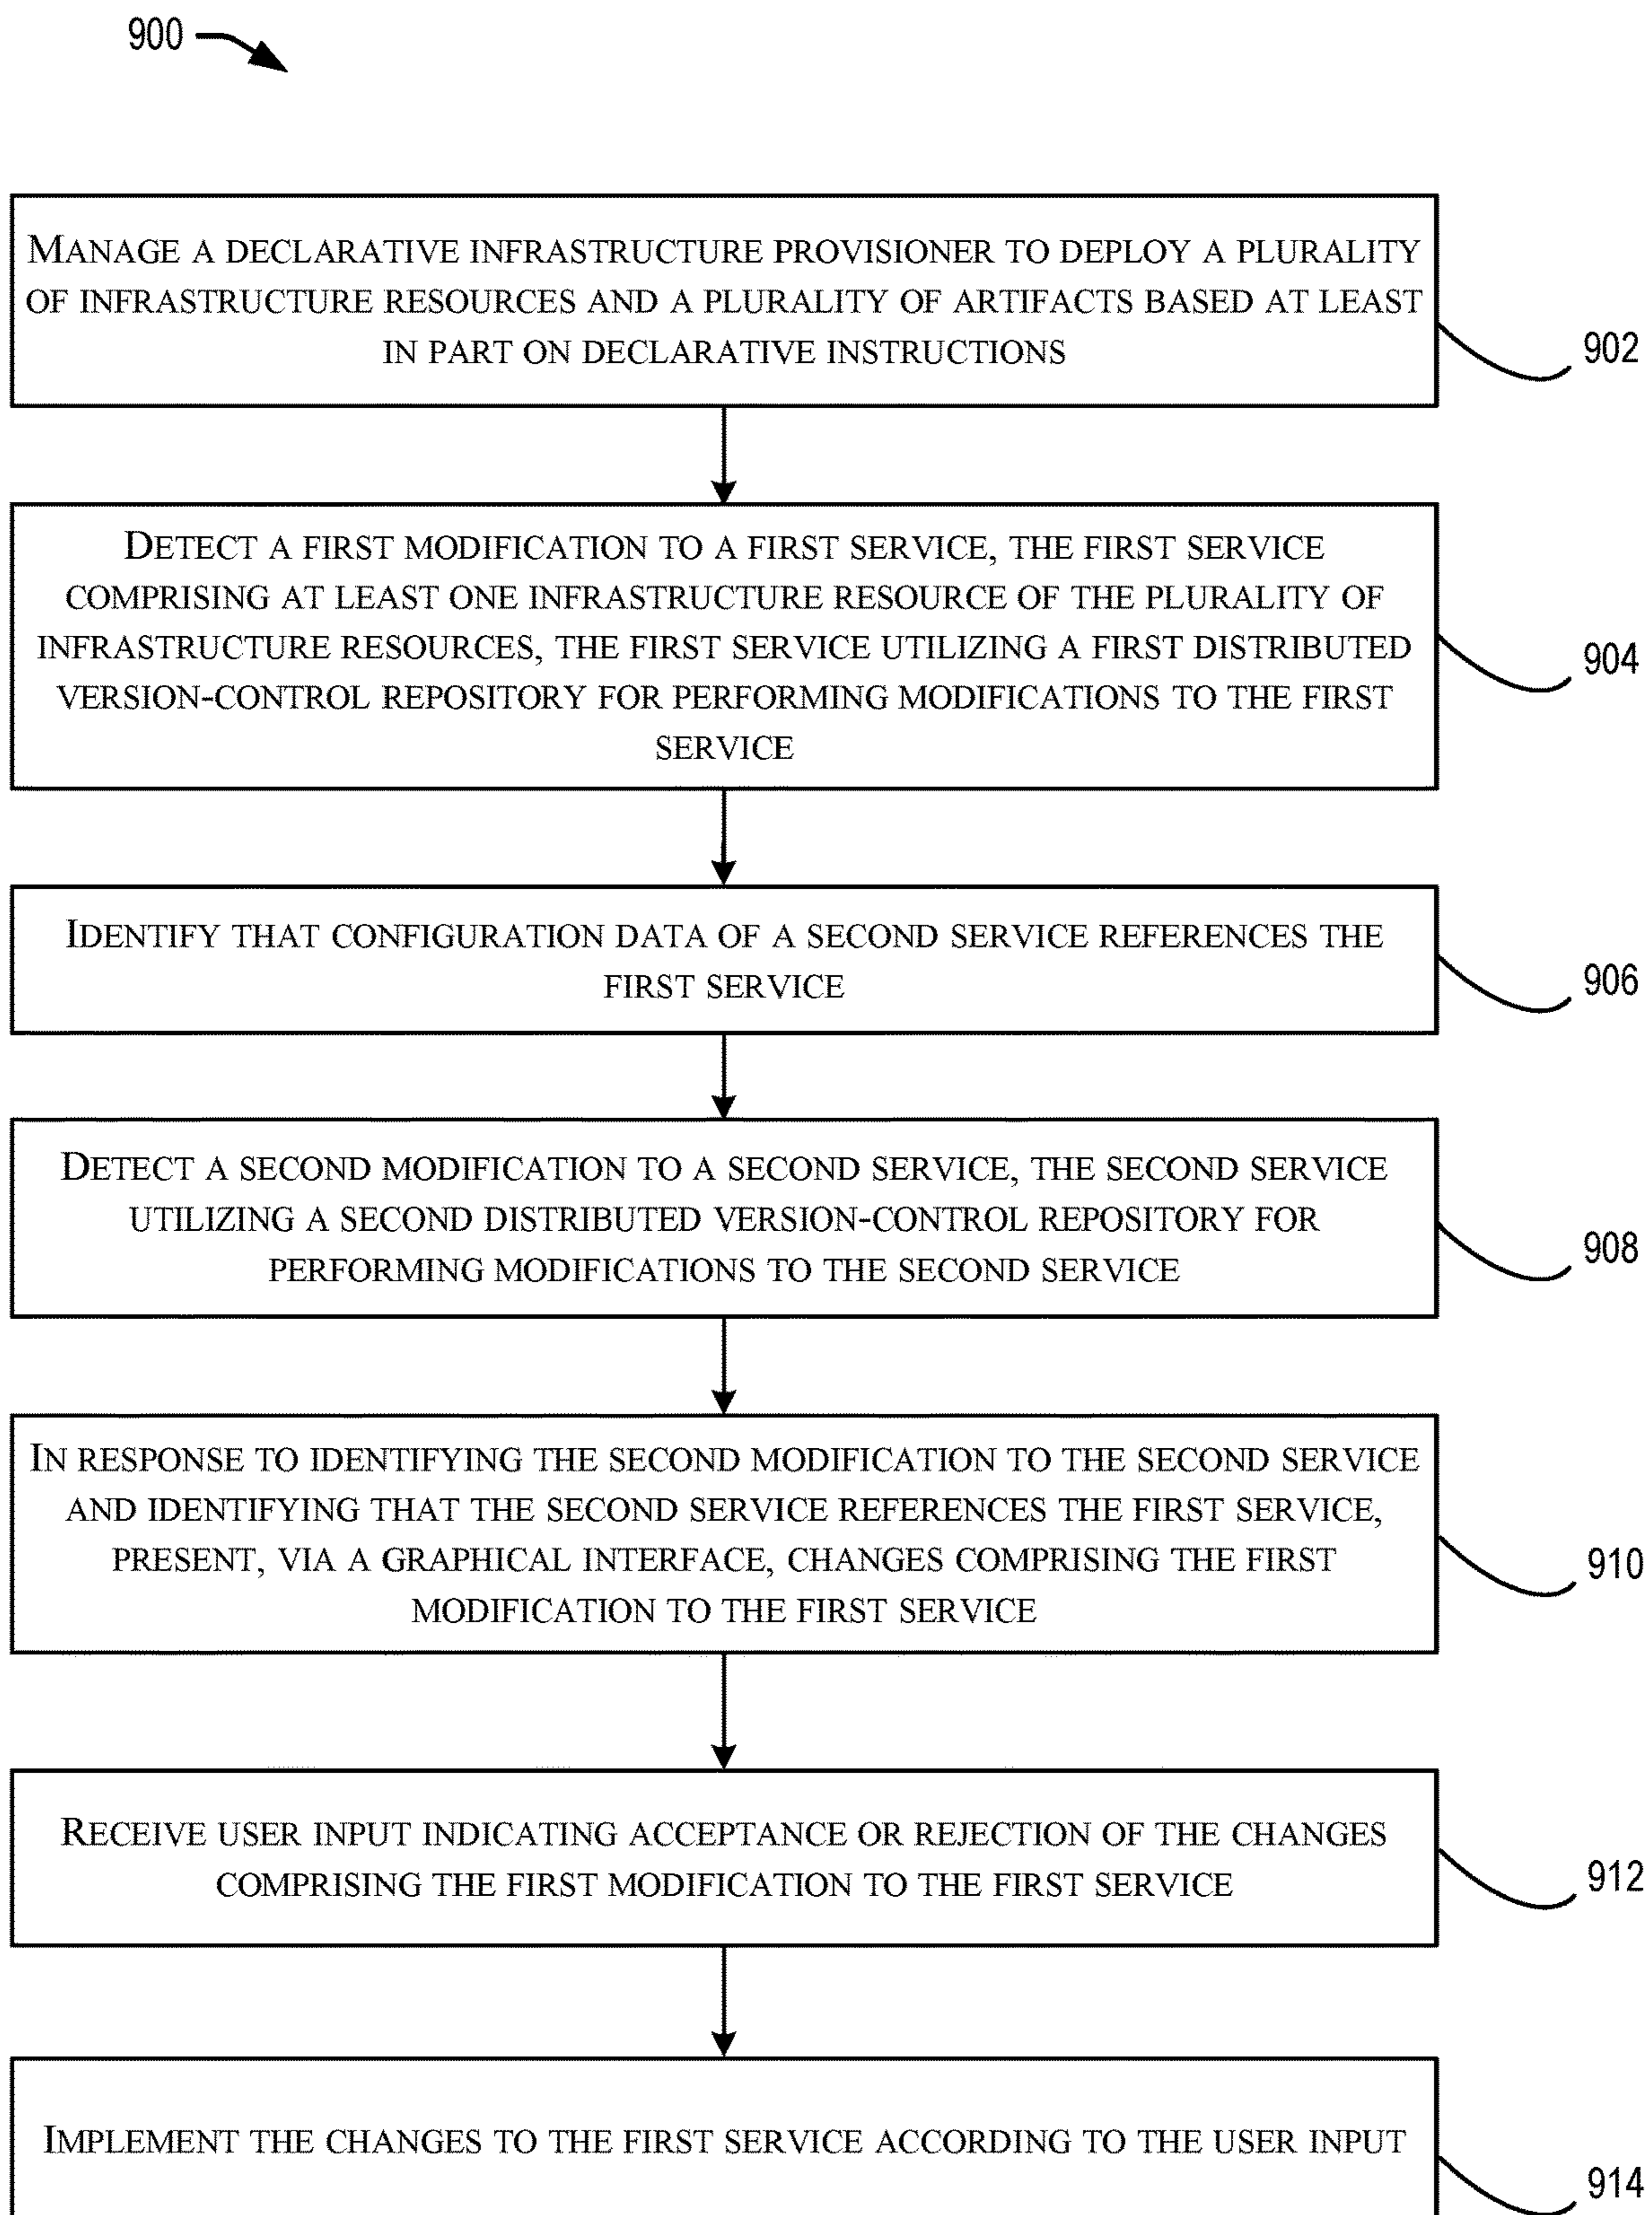 900
MANAGE A DECLARATIVE INFRASTRUCTURE PROVISIONER TO DEPLOY A PLURALITY
OF INFRASTRUCTURE RESOURCES AND A PLURALITY OF ARTIFACTS BASED AT LEAST
IN PART ON DECLARATIVE INSTRUCTIONS
902
DETECT A FIRST MODIFICATION TO A FIRST SERVICE, THE FIRST SERVICE
COMPRISING AT LEAST ONE INFRASTRUCTURE RESOURCE OF THE PLURALITY OF
INFRASTRUCTURE RESOURCES, THE FIRST SERVICE UTILIZING A FIRST DISTRIBUTED
VERSION-CONTROL REPOSITORY FOR PERFORMING MODIFICATIONS TO THE FIRST
SERVICE
904
IDENTIFY THAT CONFIGURATION DATA OF A SECOND SERVICE REFERENCES THE
FIRST SERVICE
906
DETECT A SECOND MODIFICATION TO A SECOND SERVICE, THE SECOND SERVICE
UTILIZING A SECOND DISTRIBUTED VERSION-CONTROL REPOSITORY FOR
PERFORMING MODIFICATIONS TO THE SECOND SERVICE
908
IN RESPONSE TO IDENTIFYING THE SECOND MODIFICATION TO THE SECOND SERVICE
AND IDENTIFYING THAT THE SECOND SERVICE REFERENCES THE FIRST SERVICE,
PRESENT, VIA A GRAPHICAL INTERFACE, CHANGES COMPRISING THE FIRST
MODIFICATION TO THE FIRST SERVICE
910
RECEIVE USER INPUT INDICATING ACCEPTANCE OR REJECTION OF THE CHANGES
COMPRISING THE FIRST MODIFICATION TO THE FIRST SERVICE
912
IMPLEMENT THE CHANGES TO THE FIRST SERVICE ACCORDING TO THE USER INPUT
914